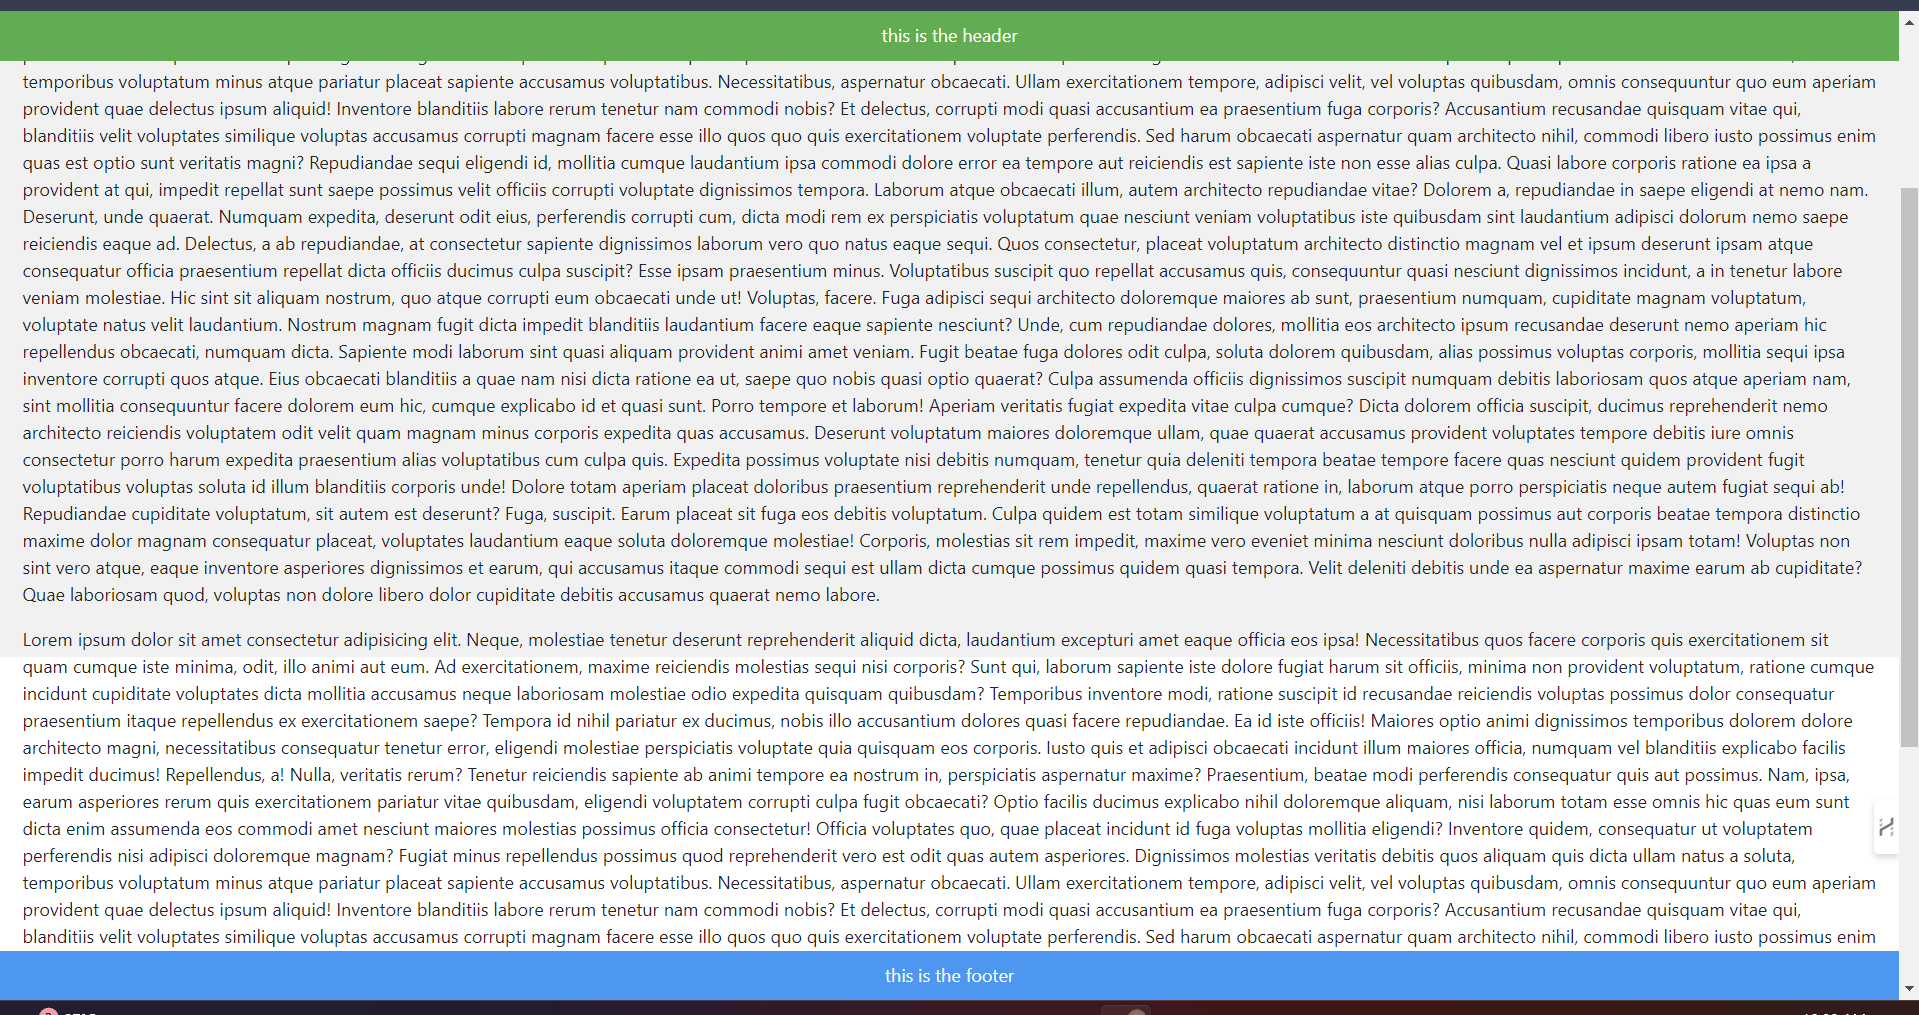 this is the header
temporibus voluptatum minus atque pariatur placeat sapiente accusamus voluptatibus. Necessitatibus, aspernatur obcaecati. Ullam exercitationem tempore, adipisci velit, vel voluptas quibusdam, omnis consequuntur quo eum aperiam
provident quae delectus ipsum aliquid! Inventore blanditiis labore rerum tenetur nam commodi nobis? Et delectus, corrupti modi quasi accusantium ea praesentium fuga corporis? Accusantium recusandae quisquam vitae qui,
blanditiis velit voluptates similique voluptas accusamus corrupti magnam facere esse illo quos quo quis exercitationem voluptate perferendis. Sed harum obcaecati aspernatur quam architecto nihil, commodi libero iusto possimus enim
quas est optio sunt veritatis magni? Repudiandae sequi eligendi id, mollitia cumque laudantium ipsa commodi dolore error ea tempore aut reiciendis est sapiente iste non esse alias culpa. Quasi labore corporis ratione ea ipsa a
provident at qui, impedit repellat sunt saepe possimus velit officiis corrupti voluptate dignissimos tempora. Laborum atque obcaecati illum, autem architecto repudiandae vitae? Dolorem a, repudiandae in saepe eligendi at nemo nam.
Deserunt, unde quaerat. Numquam expedita, deserunt odit eius, perferendis corrupti cum, dicta modi rem ex perspiciatis voluptatum quae nesciunt veniam voluptatibus iste quibusdam sint laudantium adipisci dolorum nemo saepe
reiciendis eaque ad. Delectus, a ab repudiandae, at consectetur sapiente dignissimos laborum vero quo natus eaque sequi. Quos consectetur, placeat voluptatum architecto distinctio magnam vel et ipsum deserunt ipsam atque
consequatur officia praesentium repellat dicta officiis ducimus culpa suscipit? Esse ipsam praesentium minus. Voluptatibus suscipit quo repellat accusamus quis, consequuntur quasi nesciunt dignissimos incidunt, a in tenetur labore
veniam molestiae. Hic sint sit aliquam nostrum, quo atque corrupti eum obcaecati unde ut! Voluptas, facere. Fuga adipisci sequi architecto doloremque maiores ab sunt, praesentium numquam, cupiditate magnam voluptatum,
voluptate natus velit laudantium. Nostrum magnam fugit dicta impedit blanditiis laudantium facere eaque sapiente nesciunt? Unde, cum repudiandae dolores, mollitia eos architecto ipsum recusandae deserunt nemo aperiam hic
repellendus obcaecati, numquam dicta. Sapiente modi laborum sint quasi aliquam provident animi amet veniam. Fugit beatae fuga dolores odit culpa, soluta dolorem quibusdam, alias possimus voluptas corporis, mollitia sequi ipsa
inventore corrupti quos atque. Eius obcaecati blanditiis a quae nam nisi dicta ratione ea ut, saepe quo nobis quasi optio quaerat? Culpa assumenda officiis dignissimos suscipit numquam debitis laboriosam quos atque aperiam nam,
sint mollitia consequuntur facere dolorem eum hic, cumque explicabo id et quasi sunt. Porro tempore et laborum! Aperiam veritatis fugiat expedita vitae culpa cumque? Dicta dolorem officia suscipit, ducimus reprehenderit nemo
architecto reiciendis voluptatem odit velit quam magnam minus corporis expedita quas accusamus. Deserunt voluptatum maiores doloremque ullam, quae quaerat accusamus provident voluptates tempore debitis iure omnis
consectetur porro harum expedita praesentium alias voluptatibus cum culpa quis. Expedita possimus voluptate nisi debitis numquam, tenetur quia deleniti tempora beatae tempore facere quas nesciunt quidem provident fugit
voluptatibus voluptas soluta id illum blanditiis corporis unde! Dolore totam aperiam placeat doloribus praesentium reprehenderit unde repellendus, quaerat ratione in, laborum atque porro perspiciatis neque autem fugiat sequi ab!
Repudiandae cupiditate voluptatum, sit autem est deserunt? Fuga, suscipit. Earum placeat sit fuga eos debitis voluptatum. Culpa quidem est totam similique voluptatum a at quisquam possimus aut corporis beatae tempora distinctio
maxime dolor magnam consequatur placeat, voluptates laudantium eaque soluta doloremque molestiae! Corporis, molestias sit rem impedit, maxime vero eveniet minima nesciunt doloribus nulla adipisci ipsam totam! Voluptas non
sint vero atque, eaque inventore asperiores dignissimos et earum, qui accusamus itaque commodi sequi est ullam dicta cumque possimus quidem quasi tempora. Velit deleniti debitis unde ea aspernatur maxime earum ab cupiditate?
Quae laboriosam quod, voluptas non dolore libero dolor cupiditate debitis accusamus quaerat nemo labore.
Lorem ipsum dolor sit amet consectetur adipisicing elit. Neque, molestiae tenetur deserunt reprehenderit aliquid dicta, laudantium excepturi amet eaque officia eos ipsa! Necessitatibus quos facere corporis quis exercitationem sit
quam cumque iste minima, odit, illo animi aut eum. Ad exercitationem, maxime reiciendis molestias sequi nisi corporis? Sunt qui, laborum sapiente iste dolore fugiat harum sit officiis, minima non provident voluptatum, ratione cumque
incidunt cupiditate voluptates dicta mollitia accusamus neque laboriosam molestiae odio expedita quisquam quibusdam? Temporibus inventore modi, ratione suscipit id recusandae reiciendis voluptas possimus dolor consequatur
praesentium itaque repellendus ex exercitationem saepe? Tempora id nihil pariatur ex ducimus, nobis illo accusantium dolores quasi facere repudiandae. Ea id iste officiis! Maiores optio animi dignissimos temporibus dolorem dolore
architecto magni, necessitatibus consequatur tenetur error, eligendi molestiae perspiciatis voluptate quia quisquam eos corporis. Iusto quis et adipisci obcaecati incidunt illum maiores officia, numquam vel blanditiis explicabo facilis
impedit ducimus! Repellendus, a! Nulla, veritatis rerum? Tenetur reiciendis sapiente ab animi tempore ea nostrum in, perspiciatis aspernatur maxime? Praesentium, beatae modi perferendis consequatur quis aut possimus. Nam, ipsa,
earum asperiores rerum quis exercitationem pariatur vitae quibusdam, eligendi voluptatem corrupti culpa fugit obcaecati? Optio facilis ducimus explicabo nihil doloremque aliquam, nisi laborum totam esse omnis hic quas eum sunt
dicta enim assumenda eos commodi amet nesciunt maiores molestias possimus officia consectetur! Officia voluptates quo, quae placeat incidunt id fuga voluptas mollitia eligendi? Inventore quidem, consequatur ut voluptatem
perferendis nisi adipisci doloremque magnam? Fugiat minus repellendus possimus quod reprehenderit vero est odit quas autem asperiores. Dignissimos molestias veritatis debitis quos aliquam quis dicta ullam natus a soluta,
temporibus voluptatum minus atque pariatur placeat sapiente accusamus voluptatibus. Necessitatibus, aspernatur obcaecati. Ullam exercitationem tempore, adipisci velit, vel voluptas quibusdam, omnis consequuntur quo eum aperiam
provident quae delectus ipsum aliquid! Inventore blanditiis labore rerum tenetur nam commodi nobis? Et delectus, corrupti modi quasi accusantium ea praesentium fuga corporis? Accusantium recusandae quisquam vitae qui,
blanditiis velit voluptates similique voluptas accusamus corrupti magnam facere esse illo quos quo quis exercitationem voluptate perferendis. Sed harum obcaecati aspernatur quam architecto nihil, commodi libero iusto possimus enim
this is the footer